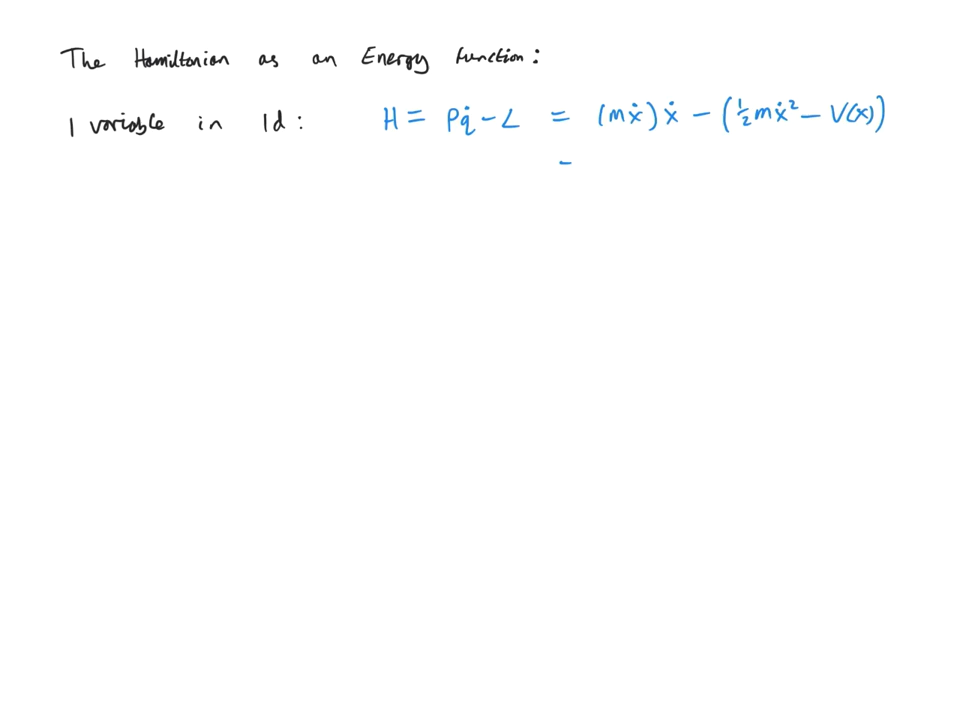 The Hamiltonian as an Energy function:
1 variable in 1d: H = Pq̇ - L = (mẋ)ẋ - (½mẋ² - V(x))
=